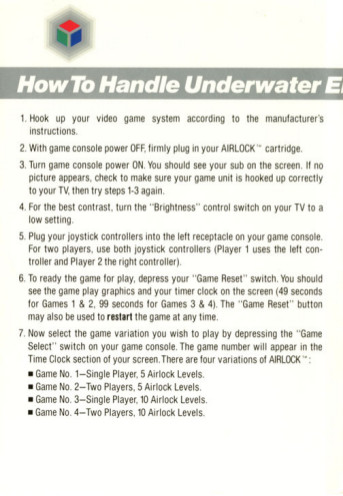 How To Handle Underwater E
1. Hook up your video game system according to the manufacturer's
instructions.
2. With game console power OFF, firmly plug in your AIRLOCK™ cartridge.
3. Turn game console power ON. You should see your sub on the screen. If no
picture appears, check to make sure your game unit is hooked up correctly
to your TV, then try steps 1-3 again.
4. For the best contrast, turn the "Brightness" control switch on your TV to a
low setting.
5. Plug your joystick controllers into the left receptacle on your game console.
For two players, use both joystick controllers (Player 1 uses the left con-
troller and Player 2 the right controller).
6. To ready the game for play, depress your "Game Reset" switch. You should
see the game play graphics and your timer clock on the screen (49 seconds
for Games 1 & 2, 99 seconds for Games 3 & 4). The "Game Reset" button
may also be used to restart the game at any time.
7. Now select the game variation you wish to play by depressing the "Game
Select" switch on your game console. The game number will appear in the
Time Clock section of your screen. There are four variations of AIRLOCK™:
■ Game No. 1—Single Player, 5 Airlock Levels.
■ Game No. 2—Two Players, 5 Airlock Levels.
■ Game No. 3—Single Player, 10 Airlock Levels.
■ Game No. 4—Two Players, 10 Airlock Levels.